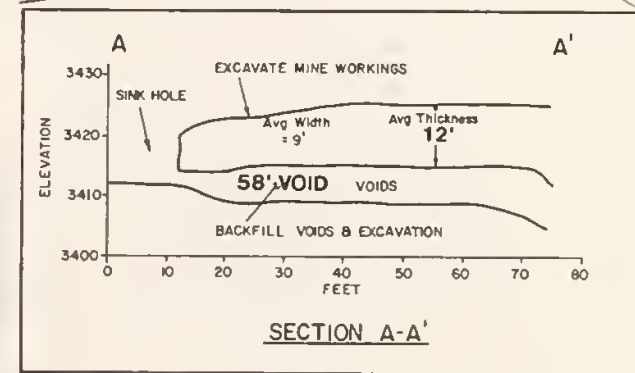 A A'
3430
EXCAVATE MINE WORKINGS
SINK HOLE
Avg Width
= 9'
Avg Thickness
12'
3420
ELEVATION
58' VOID VOIDS
3410
BACKFILL VOIDS & EXCAVATION
3400
0 10 20 30 40 50 60 70 80
FEET
SECTION A-A'